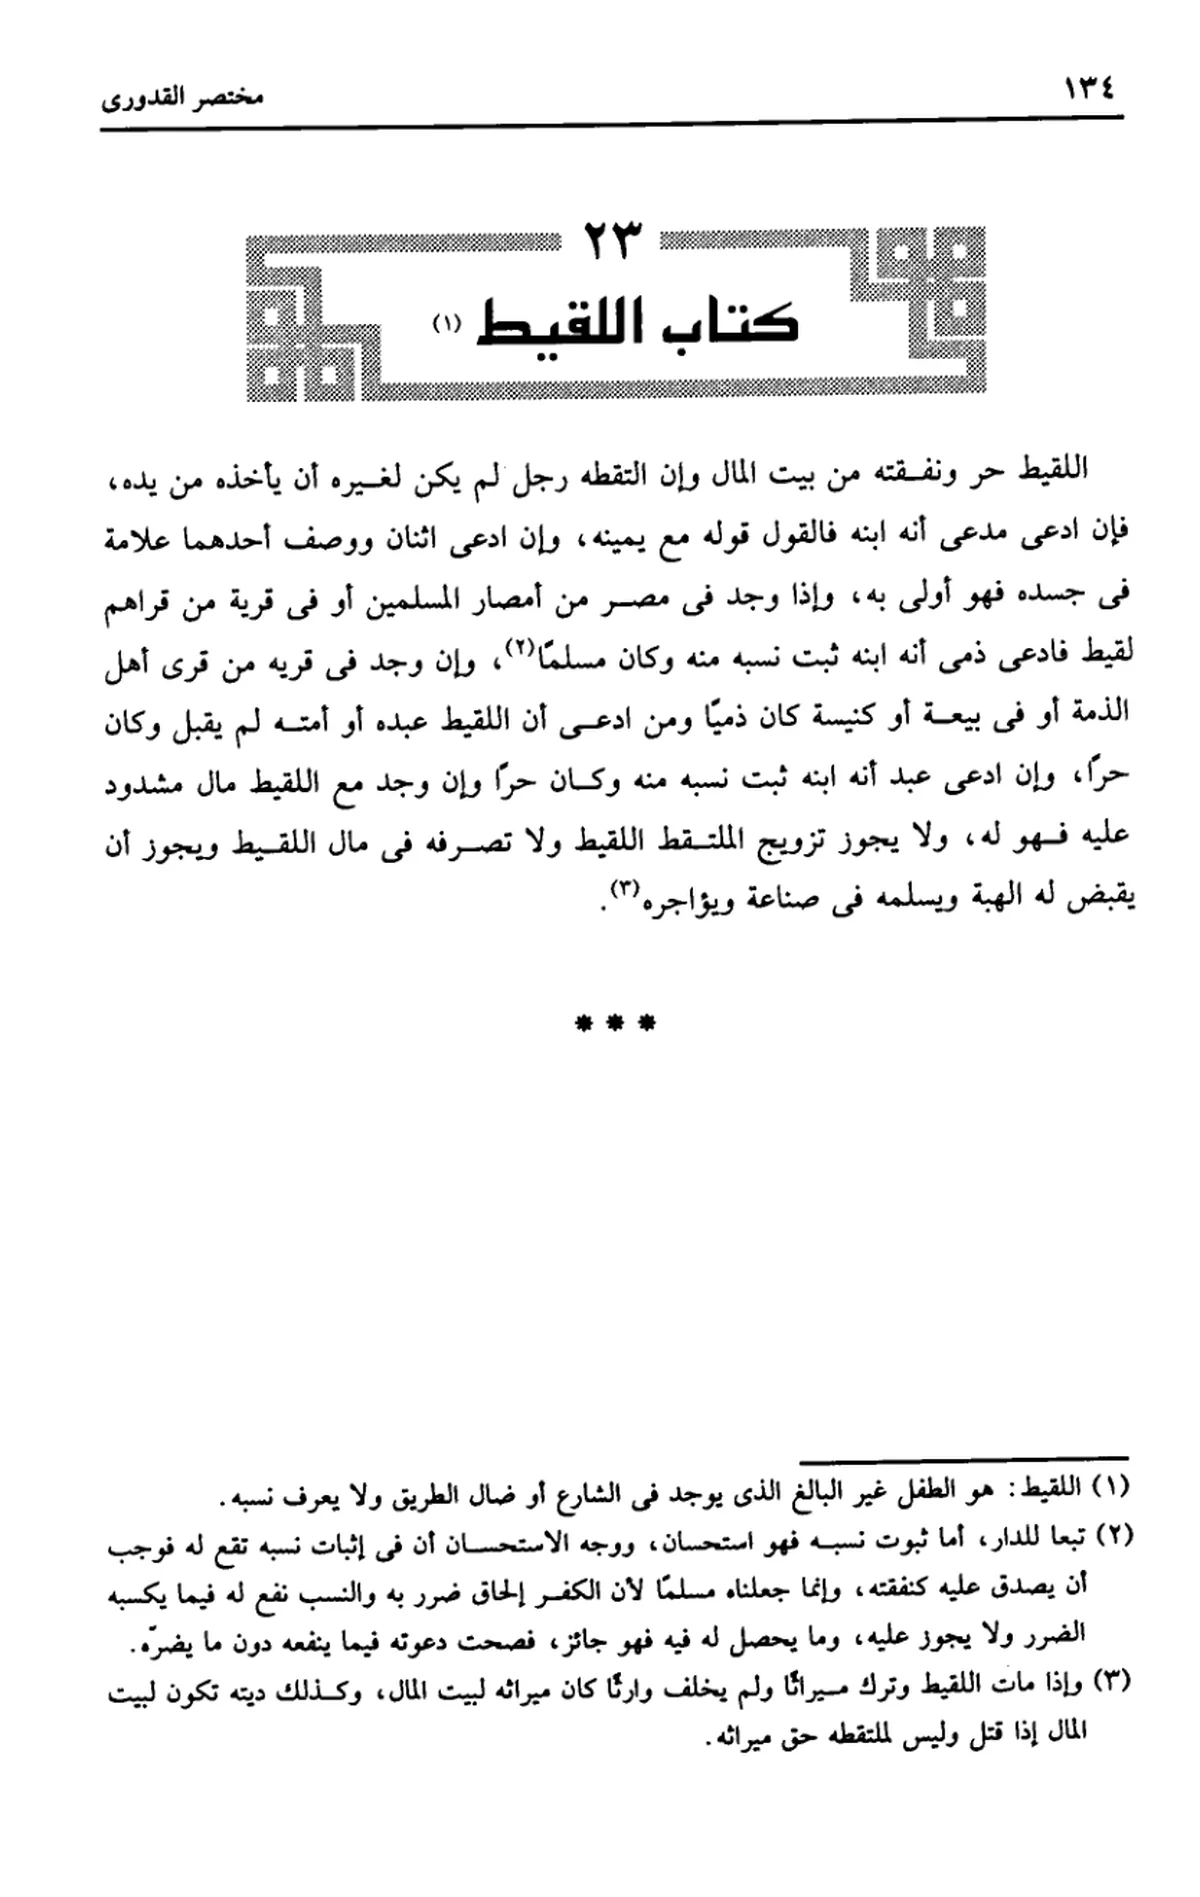 ١٣٤
مختصر القدورى
٢٣
كتاب اللقيط (١)
اللقيط حر ونفقته من بيت المال وإن التقطه رجل لم يكن لغيره أن يأخذه من يده،
فإن ادعى مدعى أنه ابنه فالقول قوله مع يمينه، وإن ادعى اثنان ووصف أحدهما علامة
فى جسده فهو أولى به، وإذا وجد فى مصر من أمصار المسلمين أو فى قرية من قراهم
لقيط فادعى ذمى أنه ابنه ثبت نسبه منه وكان مسلمًا(٢)، وإن وجد فى قريه من قرى أهل
الذمة أو فى بيعة أو كنيسة كان ذميًا ومن ادعى أن اللقيط عبده أو أمته لم يقبل وكان
حرًا، وإن ادعى عبد أنه ابنه ثبت نسبه منه وكان حرًا وإن وجد مع اللقيط مال مشدود
عليه فهو له، ولا يجوز تزويج الملتقط اللقيط ولا تصرفه فى مال اللقيط ويجوز أن
يقبض له الهبة ويسلمه فى صناعة ويؤاجره(٣).
* * *
(١) اللقيط: هو الطفل غير البالغ الذى يوجد فى الشارع أو ضال الطريق ولا يعرف نسبه.
(٢) تبعا للدار، أما ثبوت نسبه فهو استحسان، ووجه الاستحسان أن فى إثبات نسبه تقع له فوجب
أن يصدق عليه كنفقته، وإنما جعلناه مسلمًا لأن الكفر إلحاق ضرر به والنسب نفع له فيما يكسبه
الضرر ولا يجوز عليه، وما يحصل له فيه فهو جائز، فصحت دعوته فيما ينفعه دون ما يضرّه.
(٣) وإذا مات اللقيط وترك ميراثًا ولم يخلف وارثًا كان ميراثه لبيت المال، وكذلك ديته تكون لبيت
المال إذا قتل وليس للتقطه حق ميراثه.